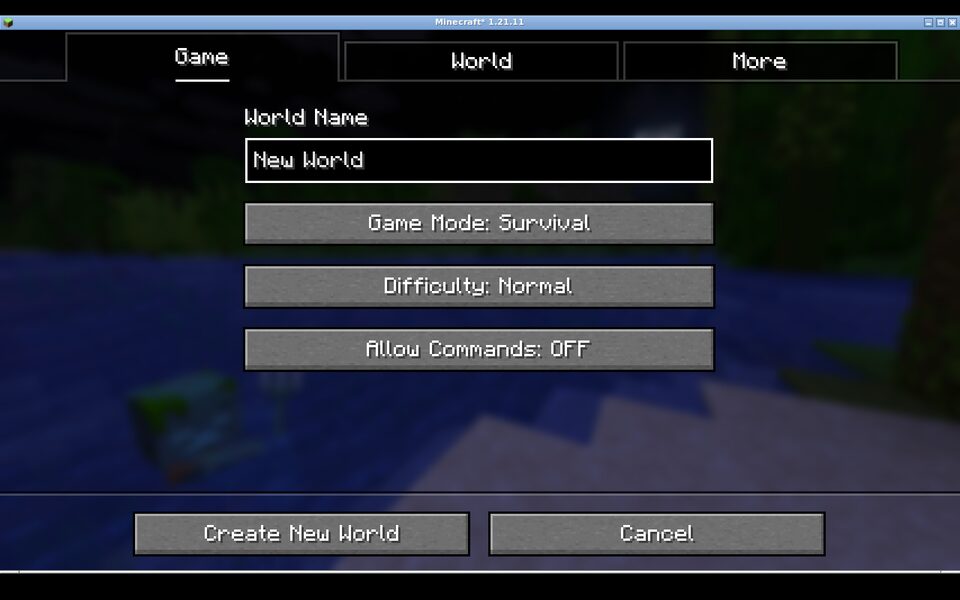 Minecraft* 1.21.11
Game
World
More
World Name
New World
Game Mode: Survival
Difficulty: Normal
Allow Commands: OFF
Create New World
Cancel